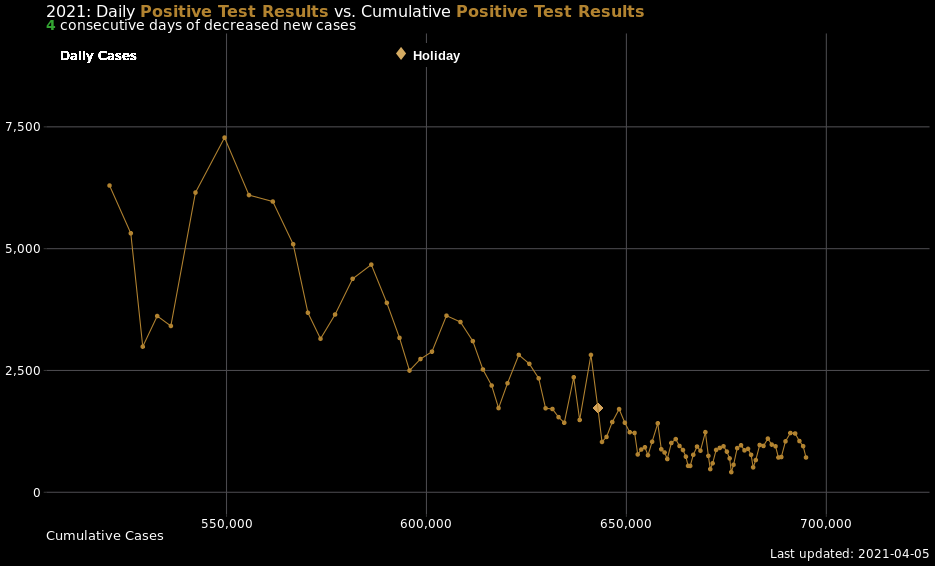 2021: Daily Positive Test Results vs. Cumulative Positive Test Results
4 consecutive days of decreased new cases
Daily Cases
Holiday
7,500
5,000
2,500
0
550,000 600,000 650,000 700,000
Cumulative Cases
Last updated: 2021-04-05